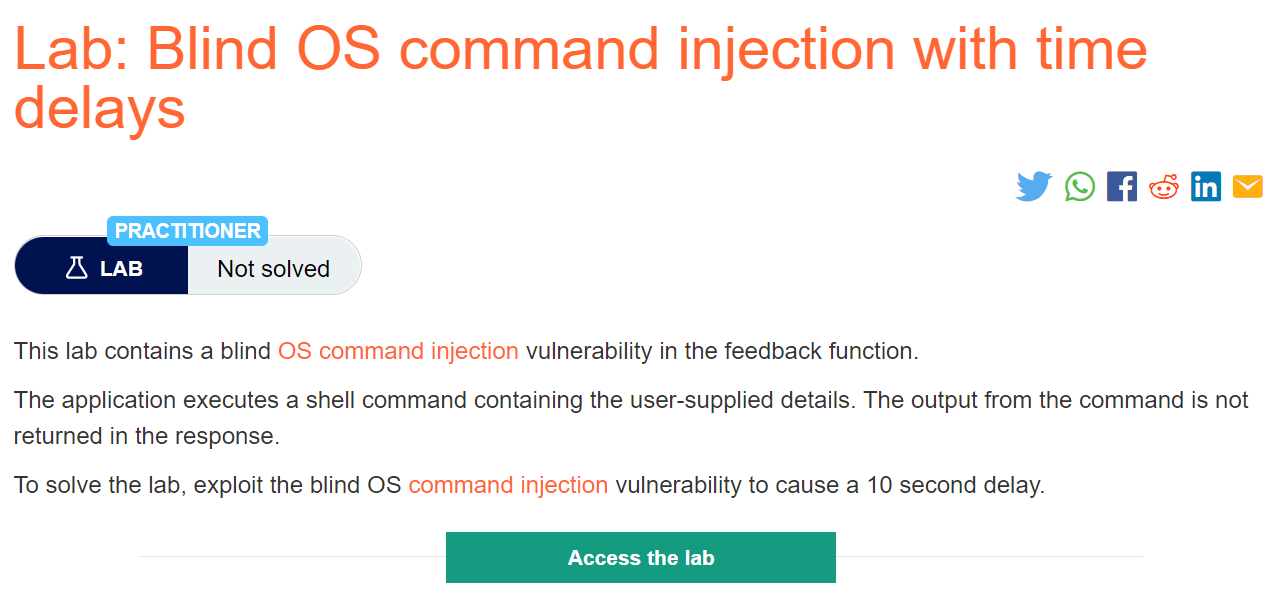 Lab: Blind OS command injection with time
delays
PRACTITIONER
LAB Not solved
This lab contains a blind OS command injection vulnerability in the feedback function.
The application executes a shell command containing the user-supplied details. The output from the command is not
returned in the response.
To solve the lab, exploit the blind OS command injection vulnerability to cause a 10 second delay.
Access the lab